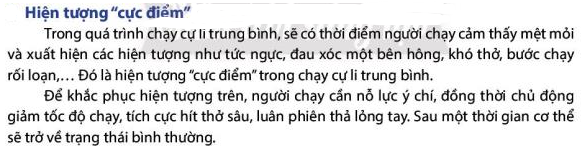 Hiện tượng "cực điểm"
Trong quá trình chạy cự li trung bình, sẽ có thời điểm người chạy cảm thấy mệt mỏi
và xuất hiện các hiện tượng như tức ngực, đau xóc một bên hông, khó thở, bước chạy
rối loạn,... Đó là hiện tượng "cực điểm" trong chạy cự li trung bình.
Để khắc phục hiện tượng trên, người chạy cần nỗ lực ý chí, đồng thời chủ động
giảm tốc độ chạy, tích cực hít thở sâu, luân phiên thả lỏng tay. Sau một thời gian cơ thể
sẽ trở về trạng thái bình thường.